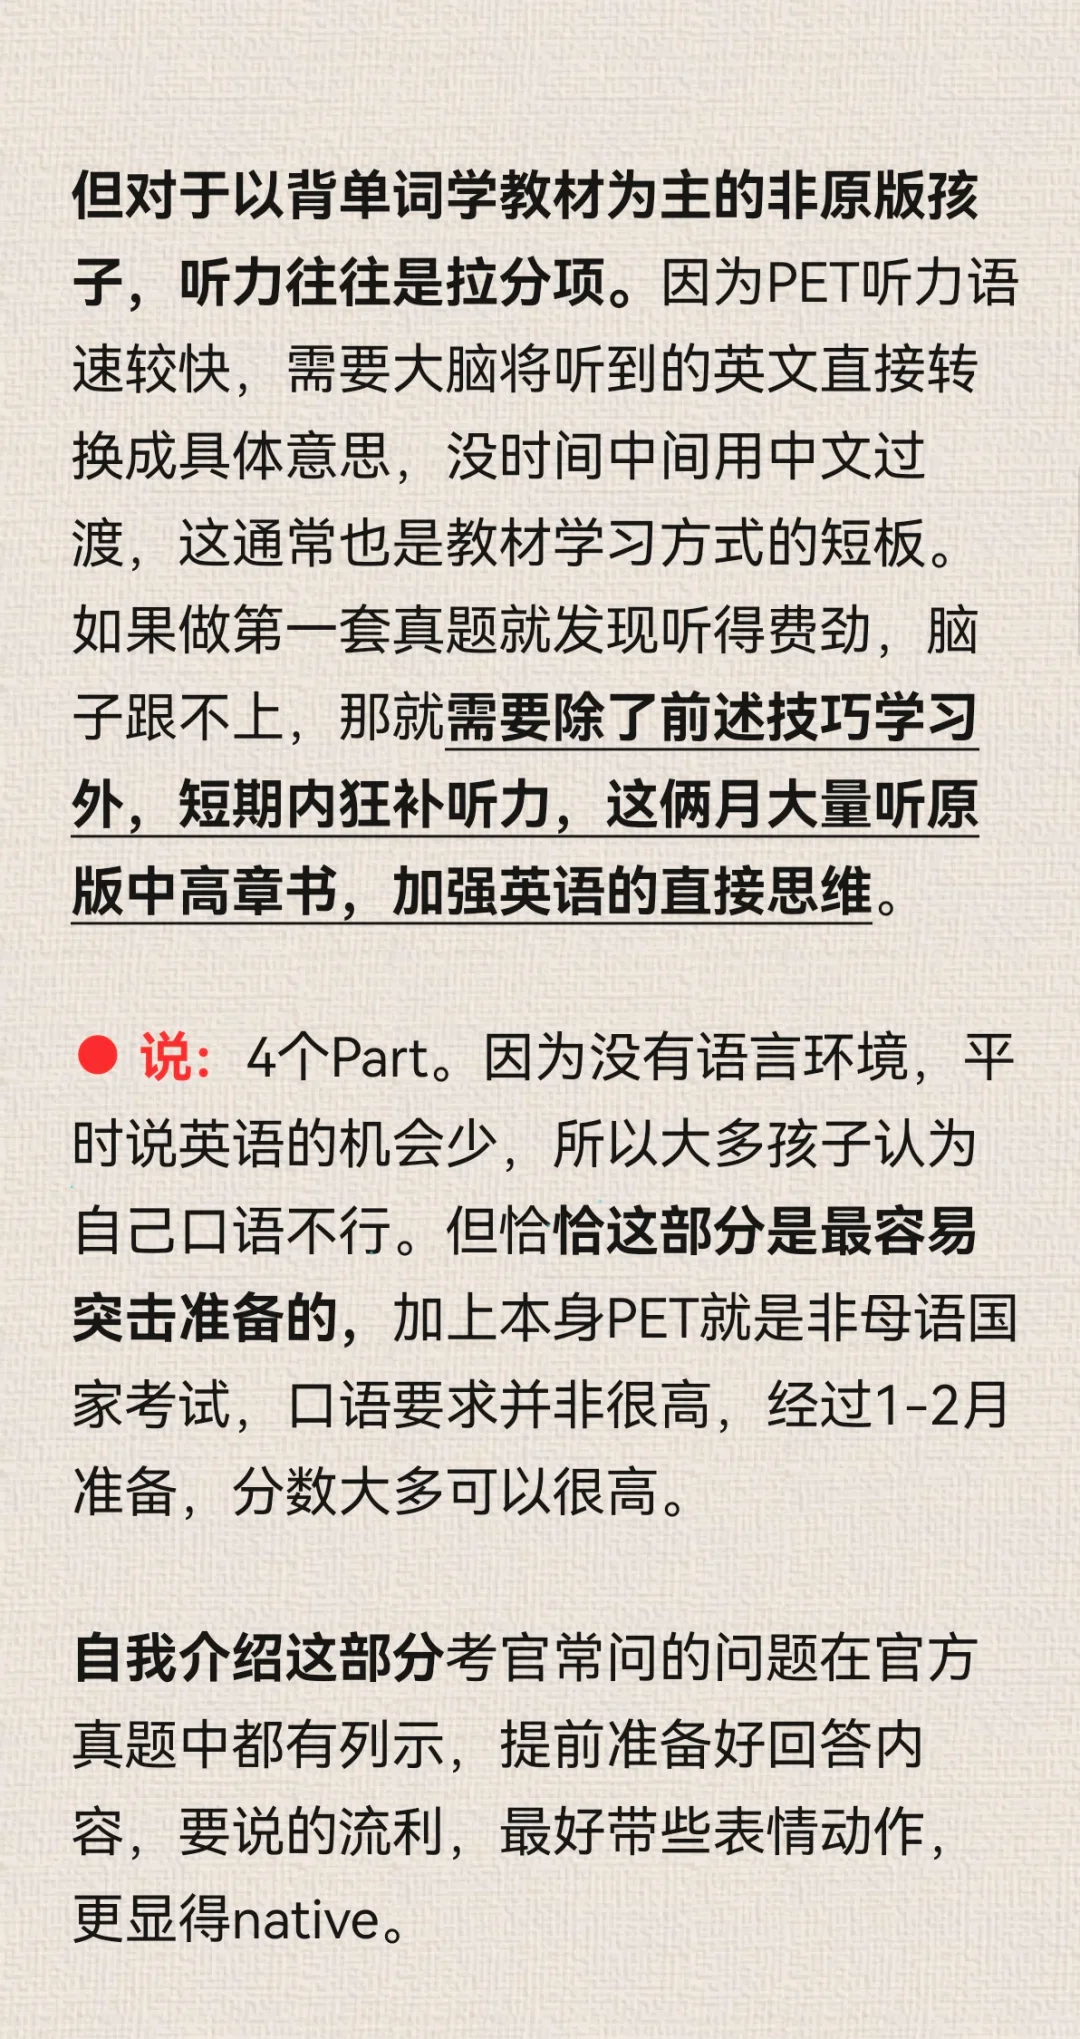 但对于以背单词学教材为主的非原版孩
子，听力往往是拉分项。因为PET听力语
速较快，需要大脑将听到的英文直接转
换成具体意思，没时间中间用中文过
渡，这通常也是教材学习方式的短板。
如果做第一套真题就发现听得费劲，脑
子跟不上，那就需要除了前述技巧学习
外，短期内狂补听力，这俩月大量听原
版中高章书，加强英语的直接思维。
● 说：4个Part。因为没有语言环境，平
时说英语的机会少，所以大多孩子认为
自己口语不行。但恰恰这部分是最容易
突击准备的，加上本身PET就是非母语国
家考试，口语要求并非很高，经过1-2月
准备，分数大多可以很高。
自我介绍这部分考官常问的问题在官方
真题中都有列示，提前准备好回答内
容，要说的流利，最好带些表情动作，
更显得native。